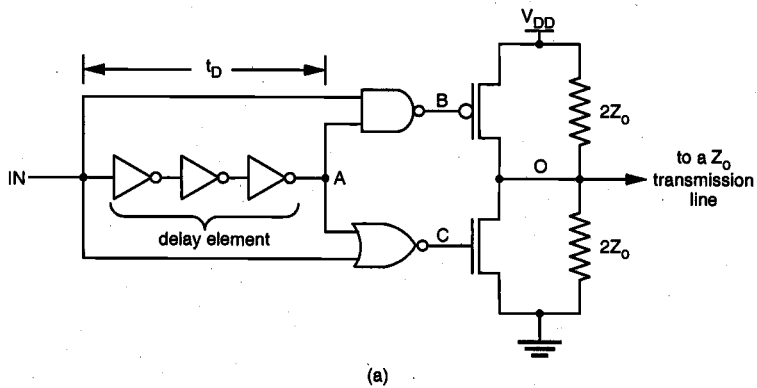 V_DD
t_D
B
2Z_o
IN
A
O
to a Z_o
transmission
line
C
delay element
2Z_o
(a)